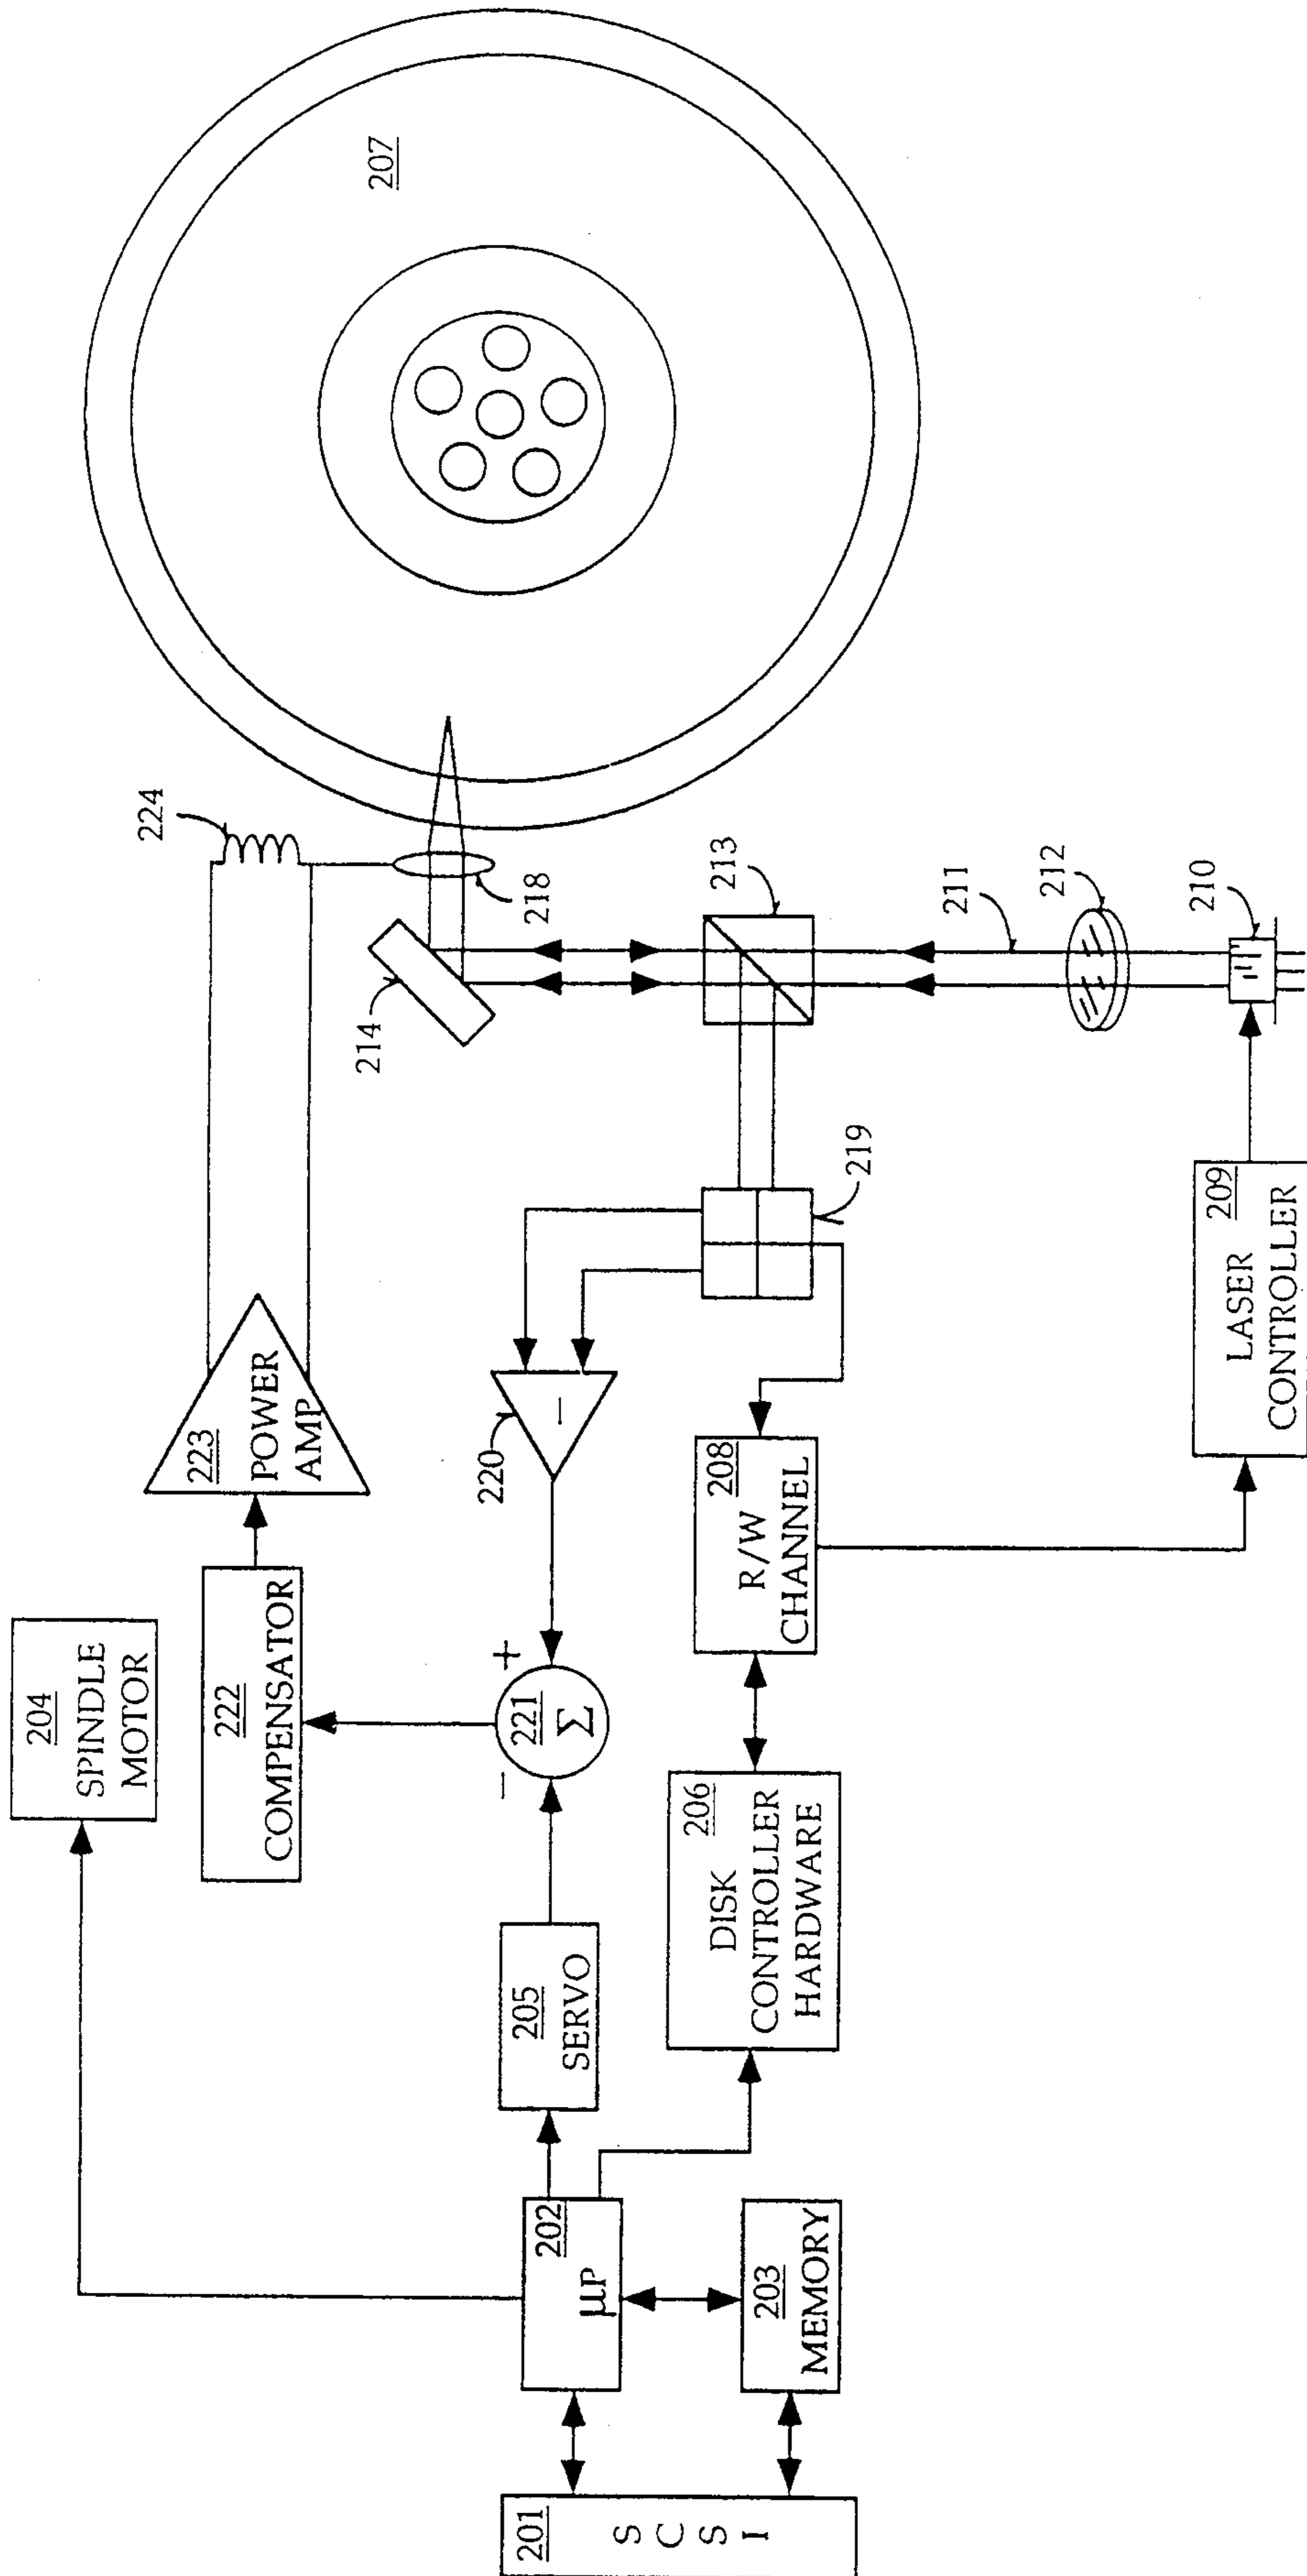 204
SPINDLE
MOTOR
222
COMPENSATOR
223
POWER
AMP
224
207
214
218
201
S
C
S
I
202
μP
205
SERVO
−
221
Σ
+
220
−
219
213
203
MEMORY
206
DISK
CONTROLLER
HARDWARE
208
R/W
CHANNEL
211
212
209
LASER
CONTROLLER
210